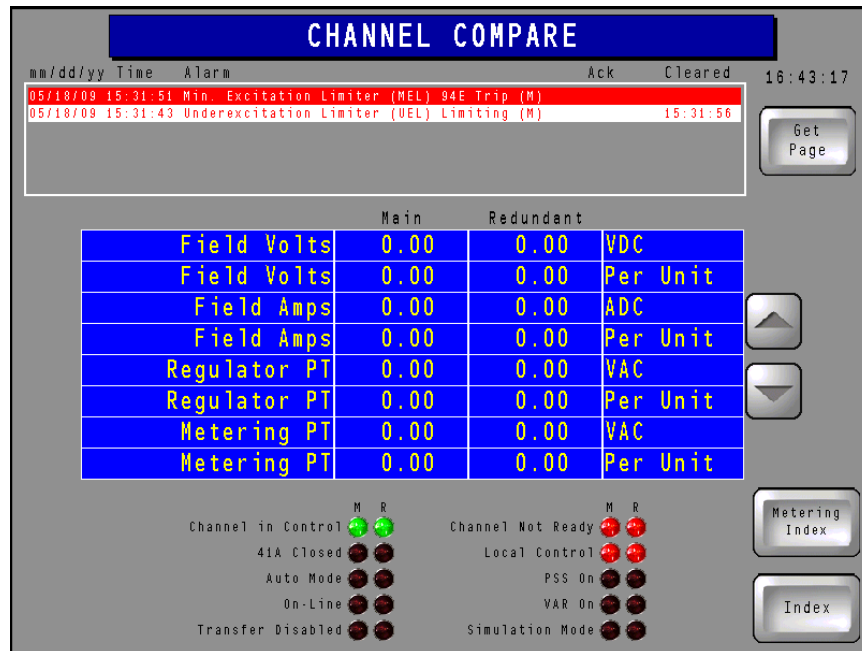 CHANNEL COMPARE
mm/dd/yy Time Alarm Ack Cleared
16:43:17
05/18/09 15:31:51 Min. Excitation Limiter (MEL) 94E Trip (M)
05/18/09 15:31:43 Underexcitation Limiter (UEL) Limiting (M) 15:31:56
Get
Page
Main Redundant
Field Volts 0.00 0.00 VDC
Field Volts 0.00 0.00 Per Unit
Field Amps 0.00 0.00 ADC
Field Amps 0.00 0.00 Per Unit
Regulator PT 0.00 0.00 VAC
Regulator PT 0.00 0.00 Per Unit
Metering PT 0.00 0.00 VAC
Metering PT 0.00 0.00 Per Unit
M R M R
Channel in Control Channel Not Ready
41A Closed Local Control
Auto Mode PSS On
On-Line VAR On
Transfer Disabled Simulation Mode
Metering
Index
Index